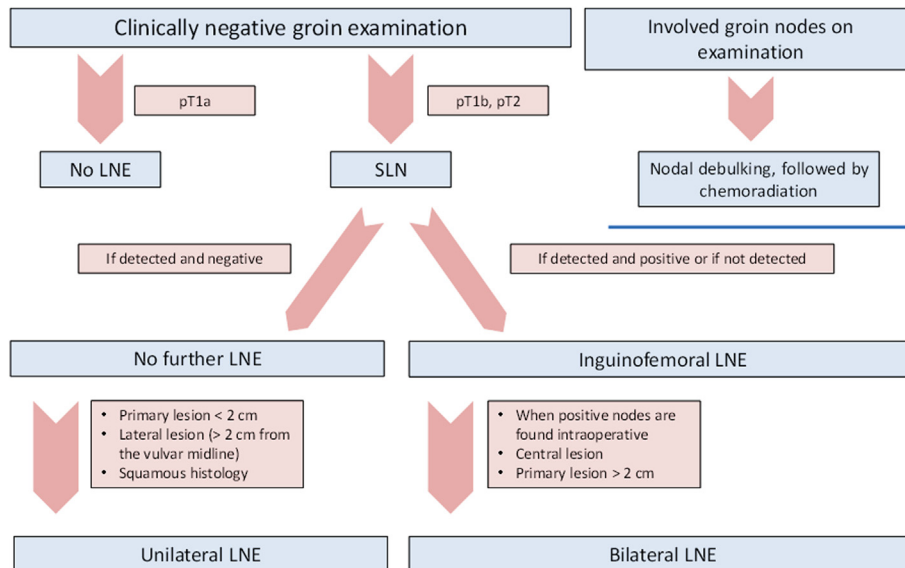 Clinically negative groin examination
Involved groin nodes on
examination
pT1a
pT1b, pT2
No LNE
SLN
Nodal debulking, followed by
chemoradiation
If detected and negative
If detected and positive or if not detected
No further LNE
Inguinofemoral LNE
• Primary lesion < 2 cm
• Lateral lesion (> 2 cm from
the vulvar midline)
• Squamous histology
• When positive nodes are
found intraoperative
• Central lesion
• Primary lesion > 2 cm
Unilateral LNE
Bilateral LNE